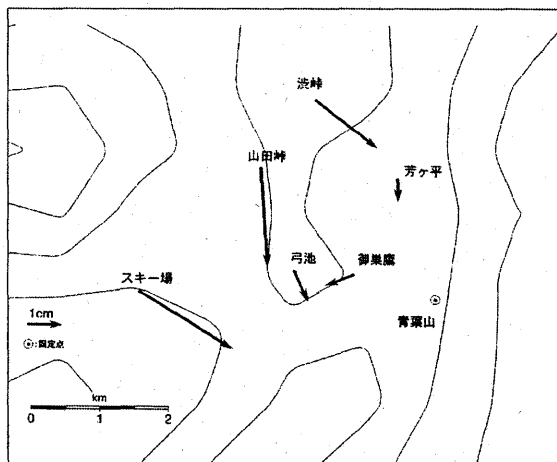 渋峠
山田峠
芳ヶ平
弓池
御巣鷹
スキー場
青葉山
1cm
◎:固定点
km
0 1 2